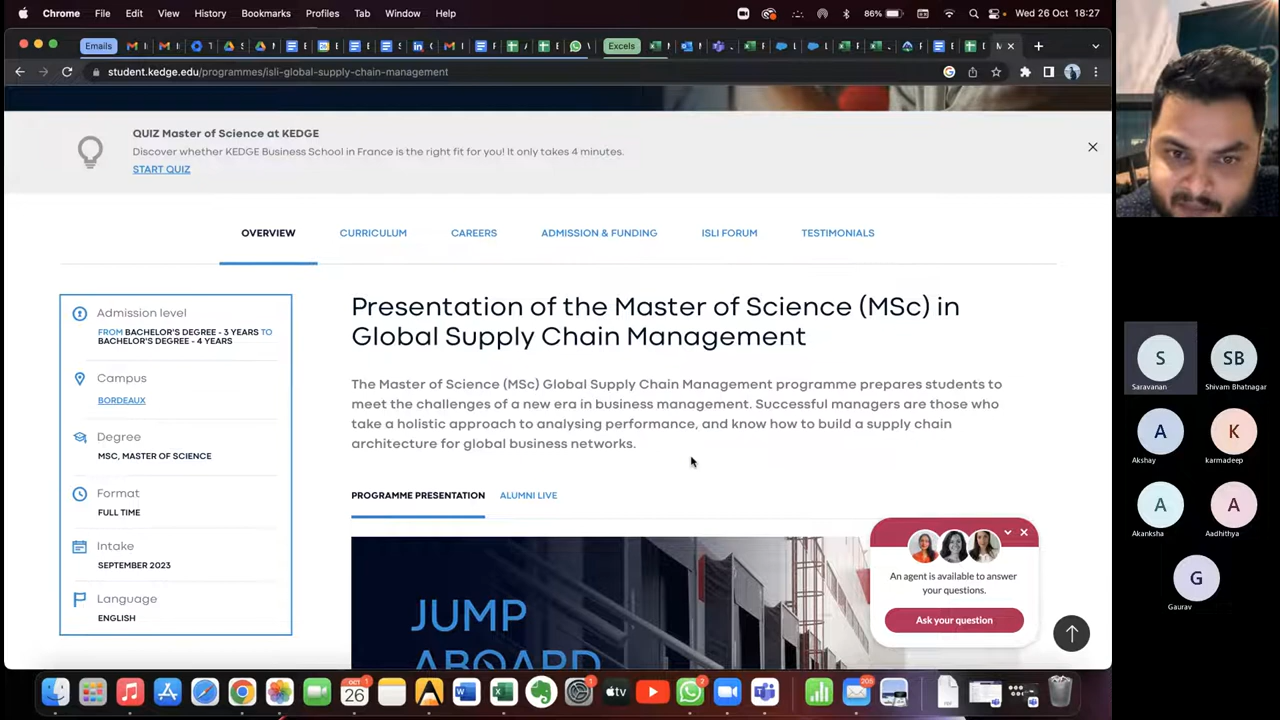 Chrome File Edit View History Bookmarks Profiles Tab Window Help 86% Wed 26 Oct 18:27
Emails Excels
student.kedge.edu/programmes/isli-global-supply-chain-management
QUIZ Master of Science at KEDGE
Discover whether KEDGE Business School in France is the right fit for you! It only takes 4 minutes.
START QUIZ
OVERVIEW CURRICULUM CAREERS ADMISSION & FUNDING ISLI FORUM TESTIMONIALS
Admission level
FROM BACHELOR'S DEGREE - 3 YEARS TO
BACHELOR'S DEGREE - 4 YEARS
Campus
BORDEAUX
Degree
MSC, MASTER OF SCIENCE
Format
FULL TIME
Intake
SEPTEMBER 2023
Language
ENGLISH
Presentation of the Master of Science (MSc) in
Global Supply Chain Management
The Master of Science (MSc) Global Supply Chain Management programme prepares students to
meet the challenges of a new era in business management. Successful managers are those who
take a holistic approach to analysing performance, and know how to build a supply chain
architecture for global business networks.
PROGRAMME PRESENTATION ALUMNI LIVE
JUMP
ABOARD
An agent is available to answer
your questions.
Ask your question
S SB
Saravanan Shivam Bhatnagar
A K
Akshay karmadeep
A A
Akanksha Aadhithya
G
Gaurav
OCT
26
1
tv
2
205